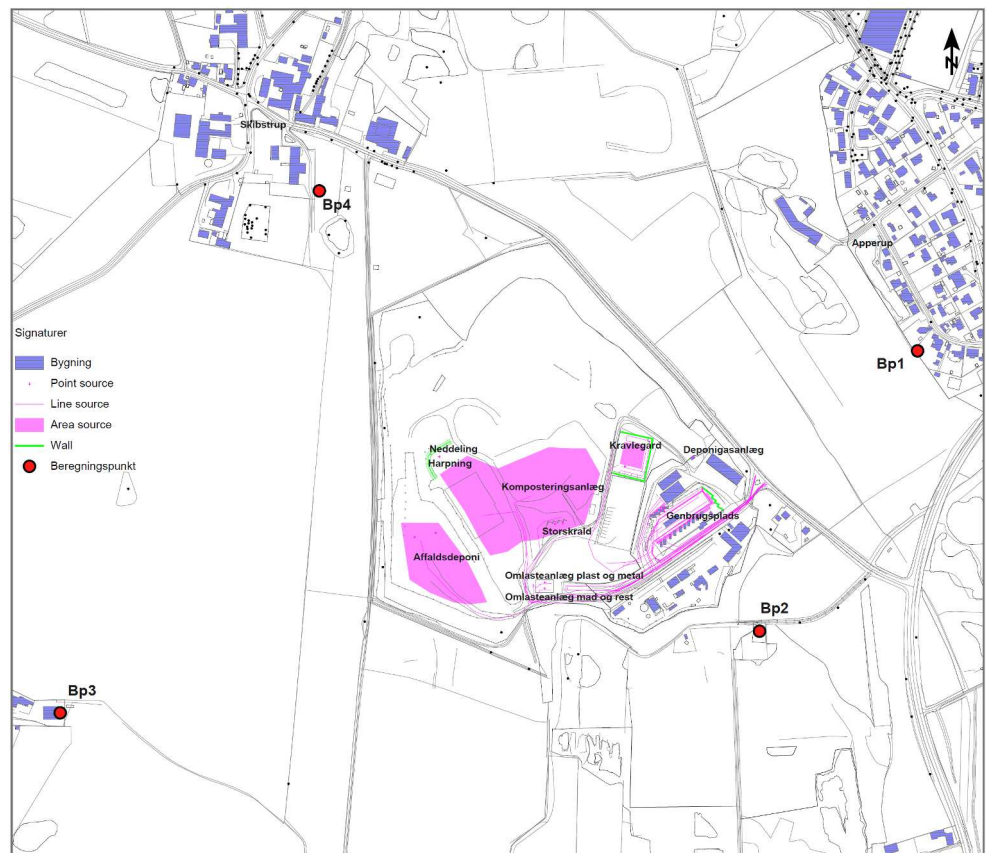 N
Skibstrup
Bp4
Apperup
Bp1
Signaturer
Bygning
Point source
Line source
Area source
Wall
Beregningspunkt
Kravlegård
Neddeling
Harpning
Deponigasanlæg
Komposteringsanlæg
Genbrugsplads
Storskrald
Affaldsdeponi
Omlasteanlæg plast og metal
Omlasteanlæg mad og rest
Bp2
Bp3